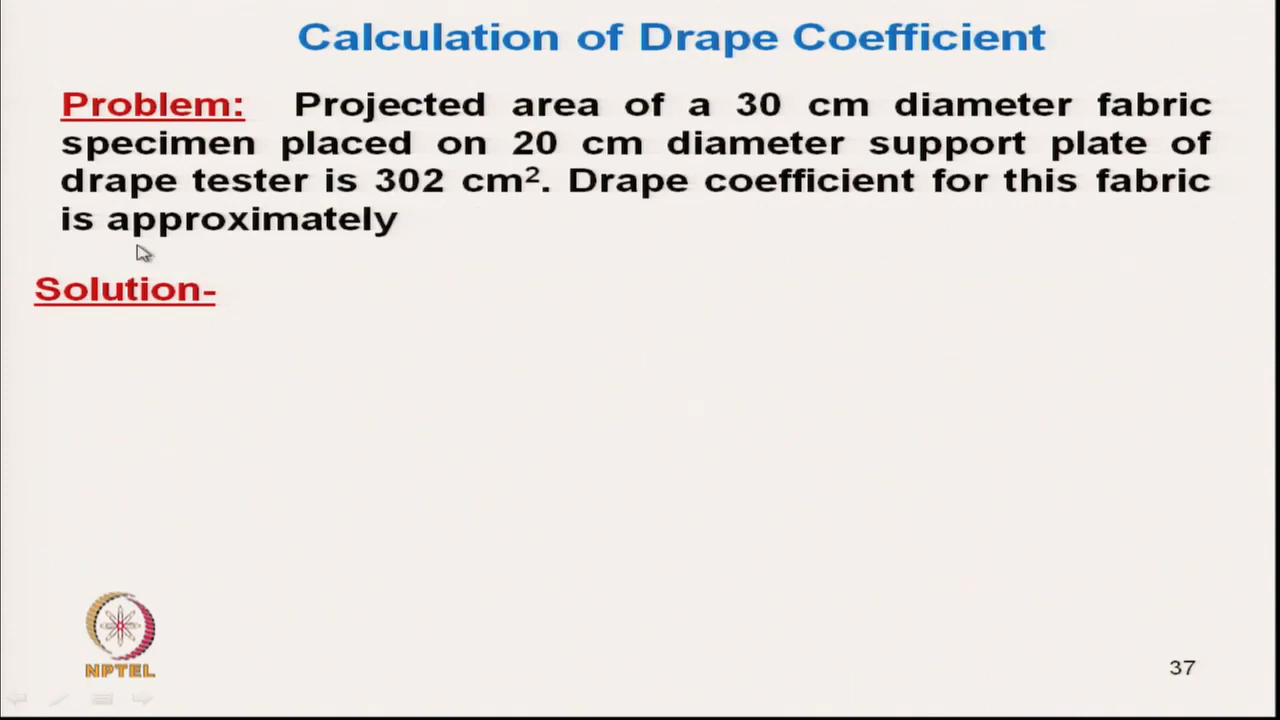 Calculation of Drape Coefficient
Problem: Projected area of a 30 cm diameter fabric
specimen placed on 20 cm diameter support plate of
drape tester is 302 cm². Drape coefficient for this fabric
is approximately
Solution-
NPTEL
37